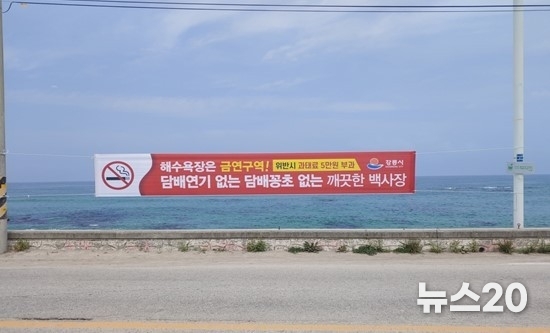 해수욕장은 금연구역! 위반시 과태료 5만원 부과 강릉시
담배연기 없는 담배꽁초 없는 깨끗한 백사장
뉴스20